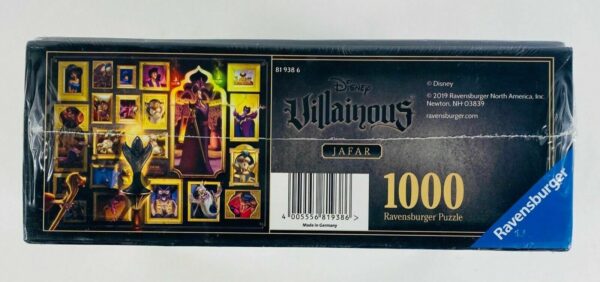 81 938 6
Disney
Villainous
JAFAR
© Disney
© 2019 Ravensburger North America, Inc.
Newton, NH 03839
ravensburger.com
4 005556 819386 >
Made in Germany
1000
Ravensburger Puzzle
Ravensburger